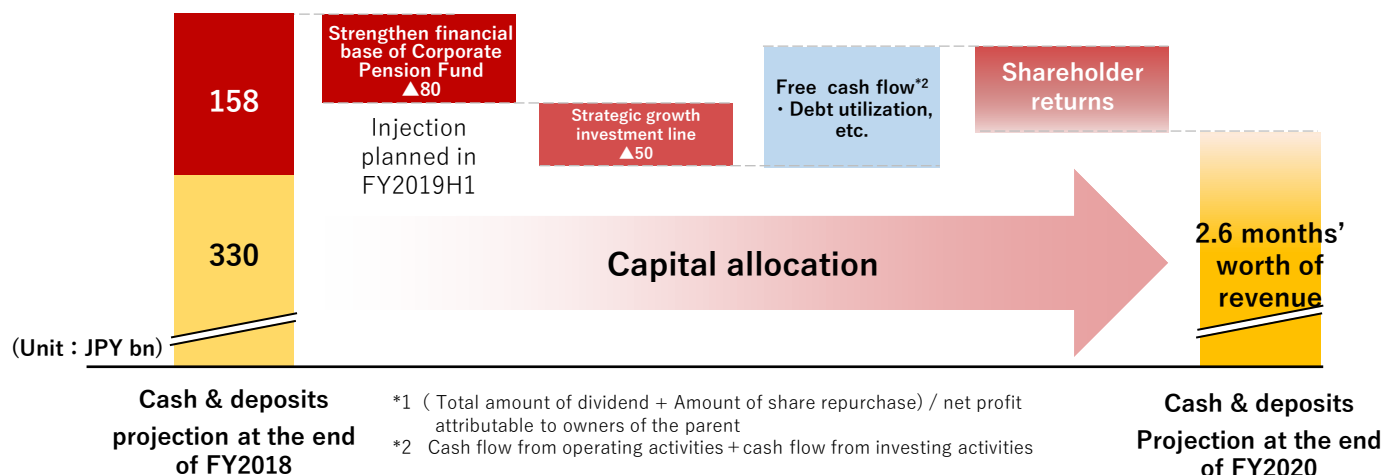 158
330
(Unit：JPY bn)
Strengthen financial
base of Corporate
Pension Fund
▲80
Injection
planned in
FY2019H1
Strategic growth
investment line
▲50
Free cash flow*2
・Debt utilization,
etc.
Shareholder
returns
Capital allocation
2.6 months’
worth of
revenue
Cash & deposits
projection at the end
of FY2018
*1 ( Total amount of dividend + Amount of share repurchase) / net profit
attributable to owners of the parent
*2 Cash flow from operating activities＋cash flow from investing activities
Cash & deposits
Projection at the end
of FY2020